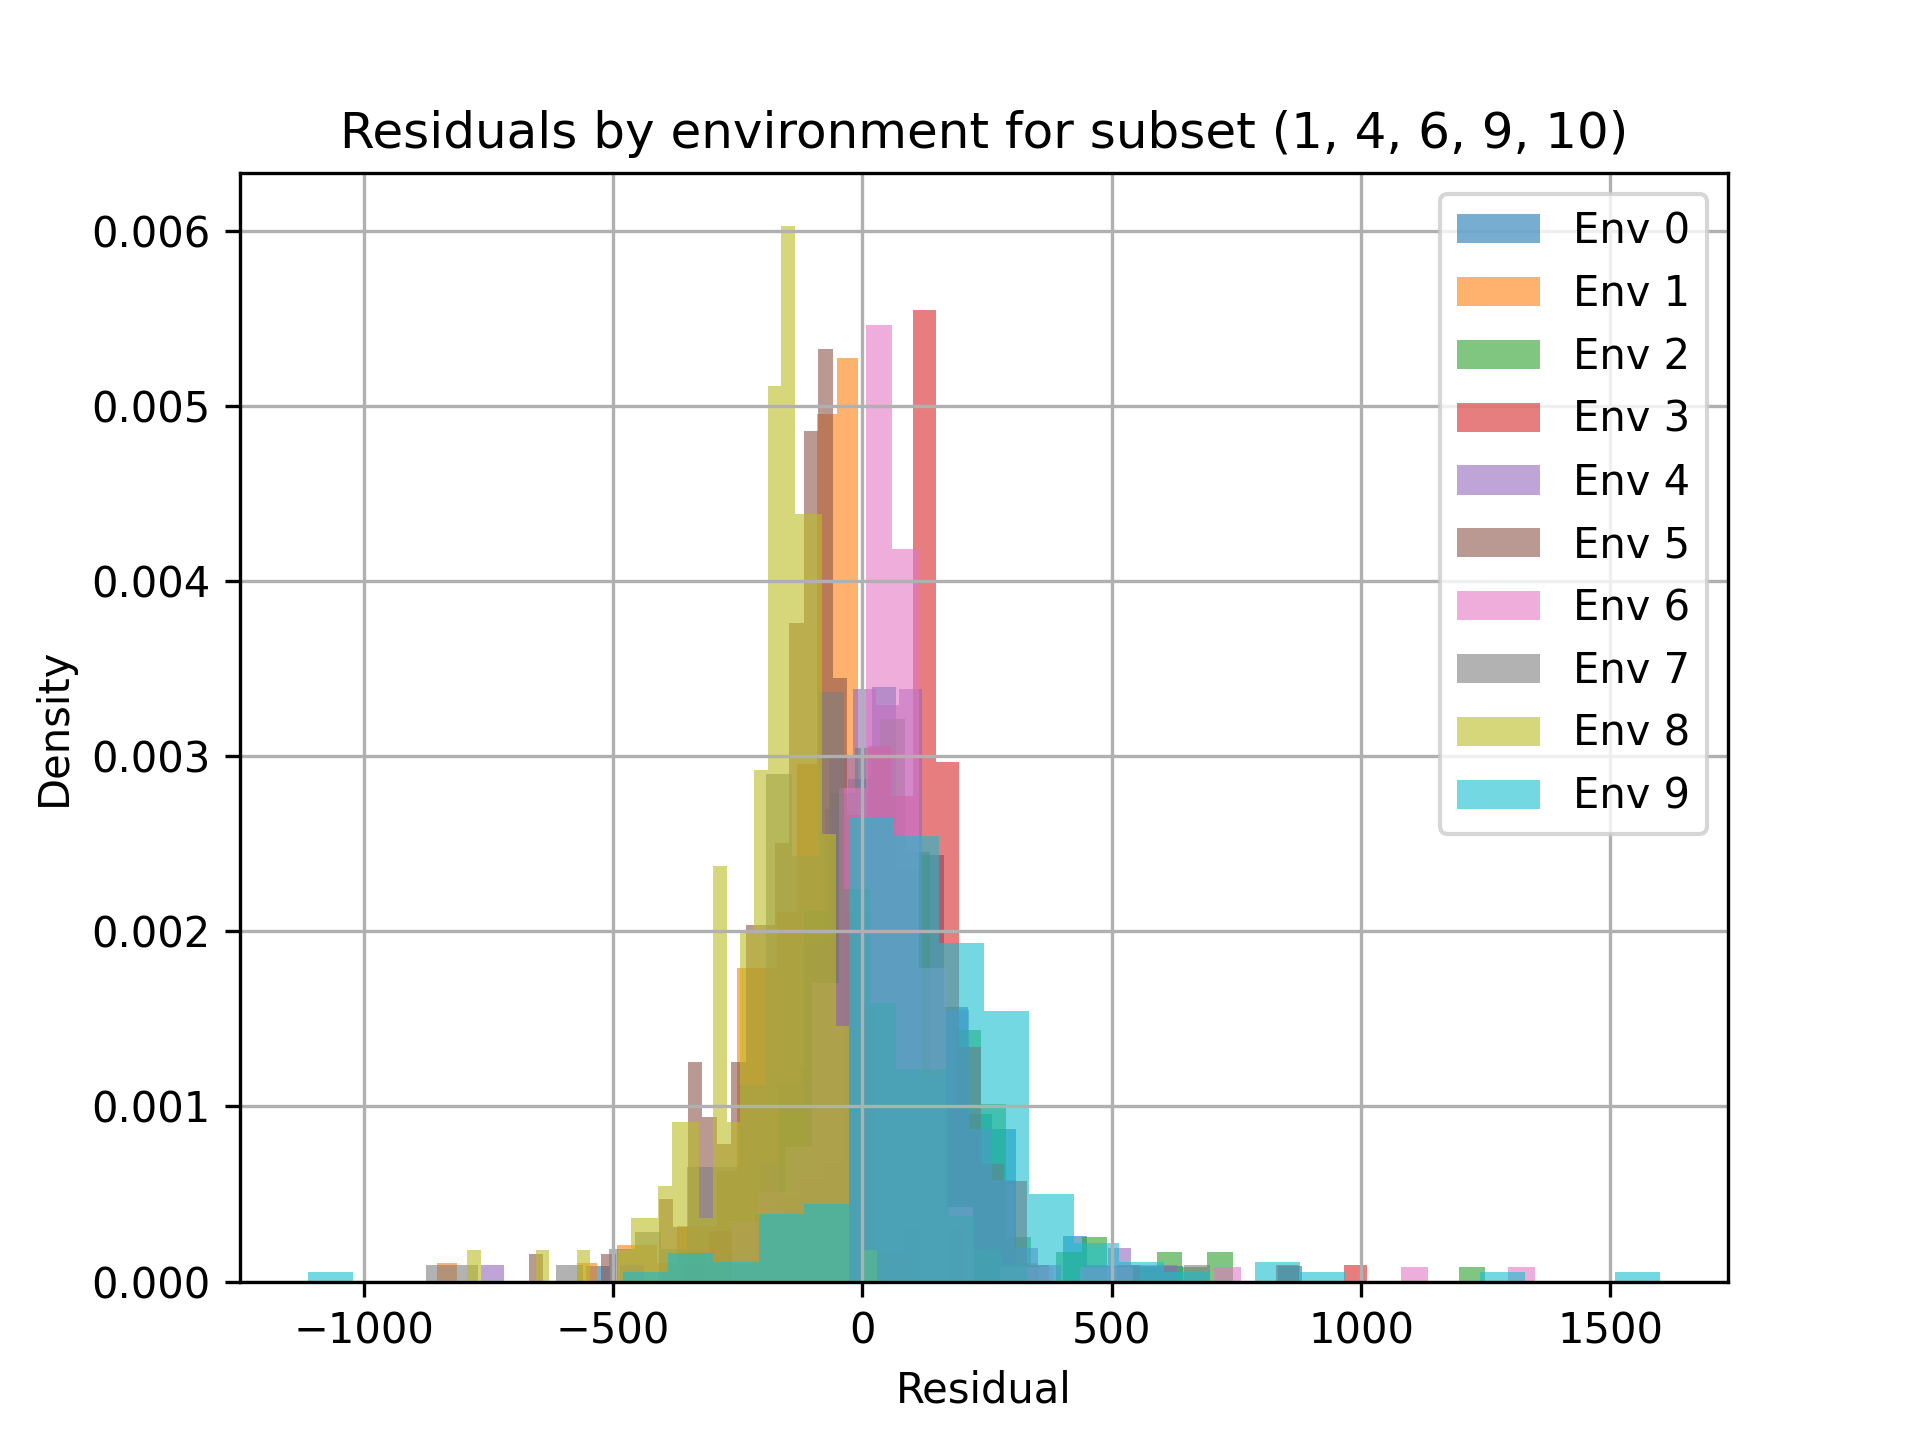 Residuals by environment for subset (1, 4, 6, 9, 10)
Env 0
Env 1
Env 2
Env 3
Env 4
Env 5
Env 6
Env 7
Env 8
Env 9
0.006
0.005
0.004
0.003
0.002
0.001
0.000
Density
−1000 −500 0 500 1000 1500
Residual